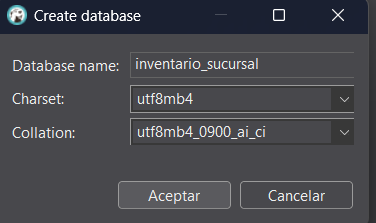 Create database
Database name: inventario_sucursal
Charset: utf8mb4
Collation: utf8mb4_0900_ai_ci
Aceptar Cancelar